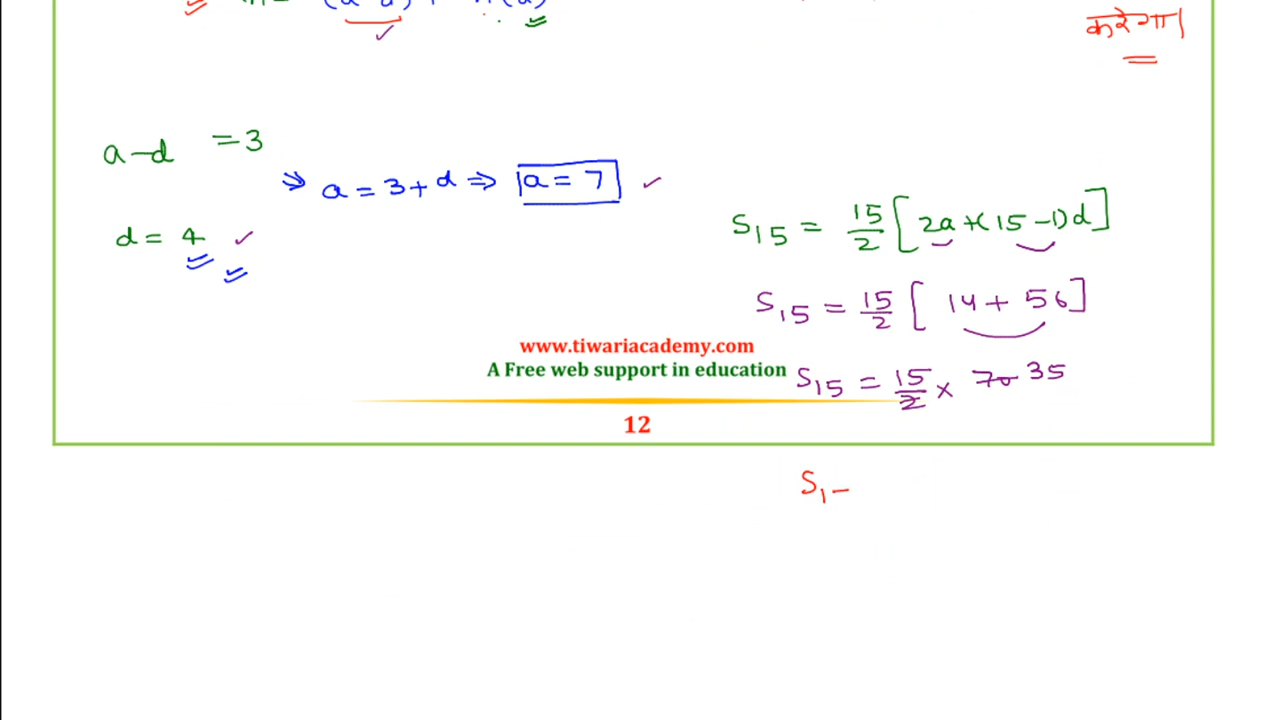 करेगा।
a-d = 3
⇒ a = 3+d ⇒ a = 7
d = 4
S15 = 15/2 [2a+(15-1)d]
S15 = 15/2 [14 + 56]
www.tiwariacademy.com
A Free web support in education
S15 = 15/2 × 70 35
12
S1